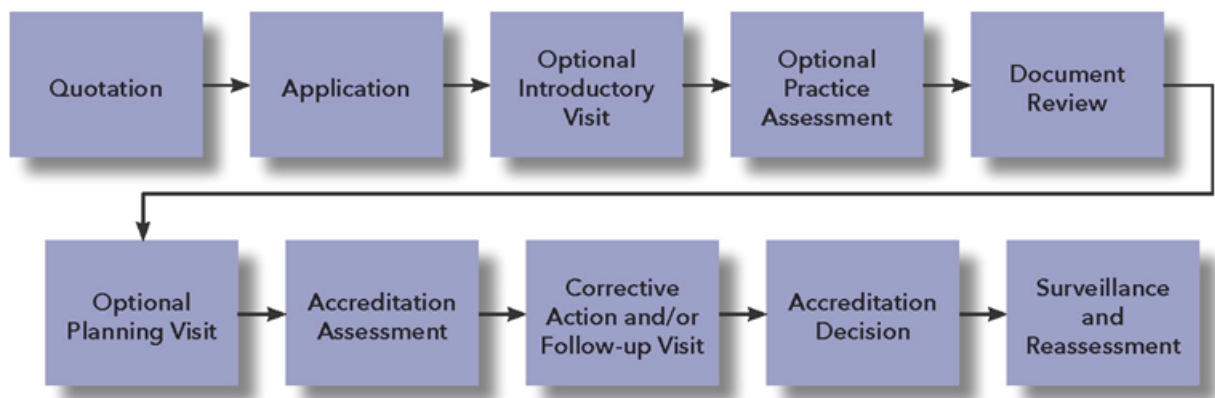 Quotation
Application
Optional
Introductory
Visit
Optional
Practice
Assessment
Document
Review
Optional
Planning Visit
Accreditation
Assessment
Corrective
Action and/or
Follow-up Visit
Accreditation
Decision
Surveillance
and
Reassessment